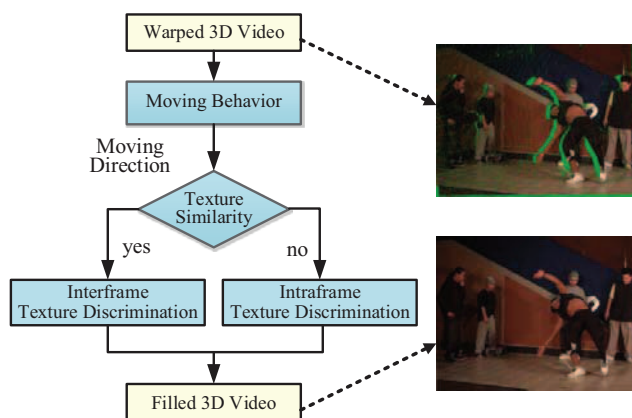 Warped 3D Video
Moving Behavior
Moving
Direction
Texture
Similarity
yes
no
Interframe
Texture Discrimination
Intraframe
Texture Discrimination
Filled 3D Video